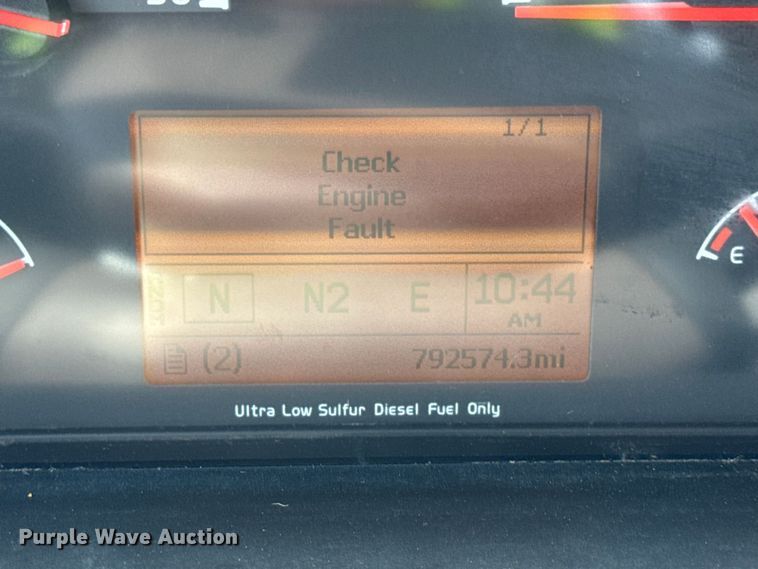 1/1
Check
Engine
Fault
N N2 E 10:44
AM
(2) 792574.3mi
E
Ultra Low Sulfur Diesel Fuel Only
Purple Wave Auction